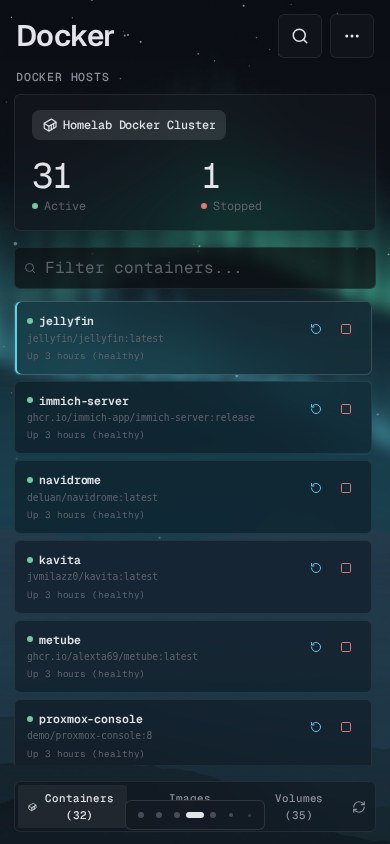 Docker
DOCKER HOSTS
Homelab Docker Cluster
31
1
Active
Stopped
Filter containers...
jellyfin
jellyfin/jellyfin:latest
Up 3 hours (healthy)
immich-server
ghcr.io/immich-app/immich-server:release
Up 3 hours (healthy)
navidrome
deluan/navidrome:latest
Up 3 hours (healthy)
kavita
jvmilazz0/kavita:latest
Up 3 hours (healthy)
metube
ghcr.io/alexta69/metube:latest
Up 3 hours (healthy)
proxmox-console
demo/proxmox-console:8
Up 3 hours (healthy)
Containers
(32)
Images
Volumes
(35)